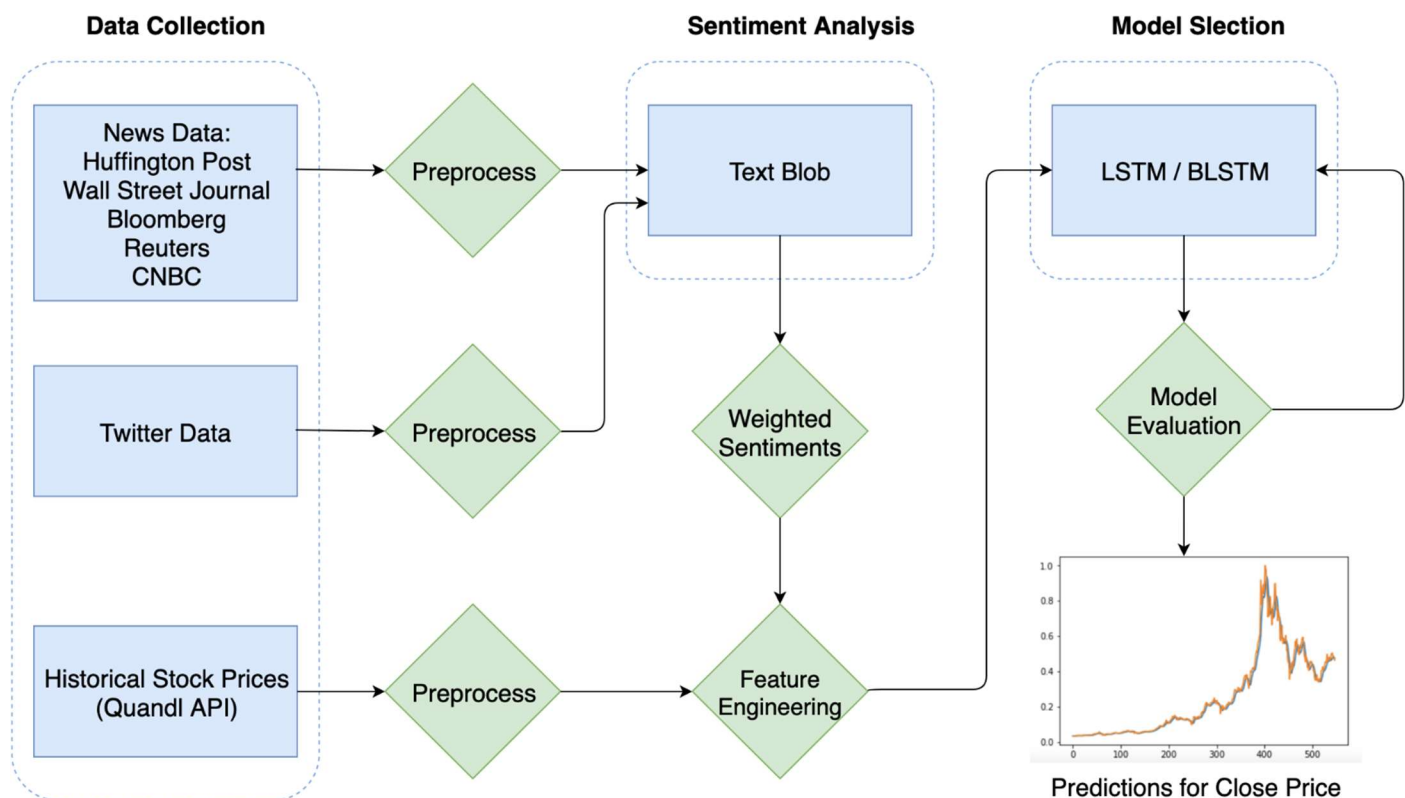 Data Collection
Sentiment Analysis
Model Slection
News Data:
Huffington Post
Wall Street Journal
Bloomberg
Reuters
CNBC
Preprocess
Text Blob
LSTM / BLSTM
Twitter Data
Preprocess
Weighted
Sentiments
Model
Evaluation
Historical Stock Prices
(Quandl API)
Preprocess
Feature
Engineering
1.0
0.8
0.6
0.4
0.2
0.0
0 100 200 300 400 500
Predictions for Close Price